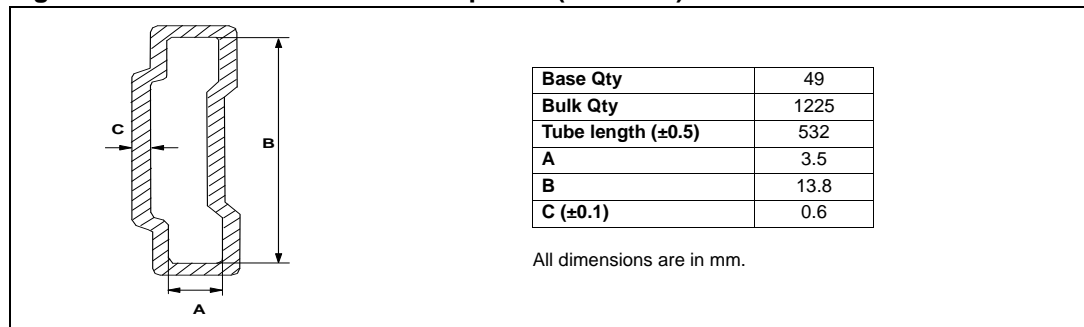 C
B
A
Base Qty 49
Bulk Qty 1225
Tube length (±0.5) 532
A 3.5
B 13.8
C (±0.1) 0.6
All dimensions are in mm.